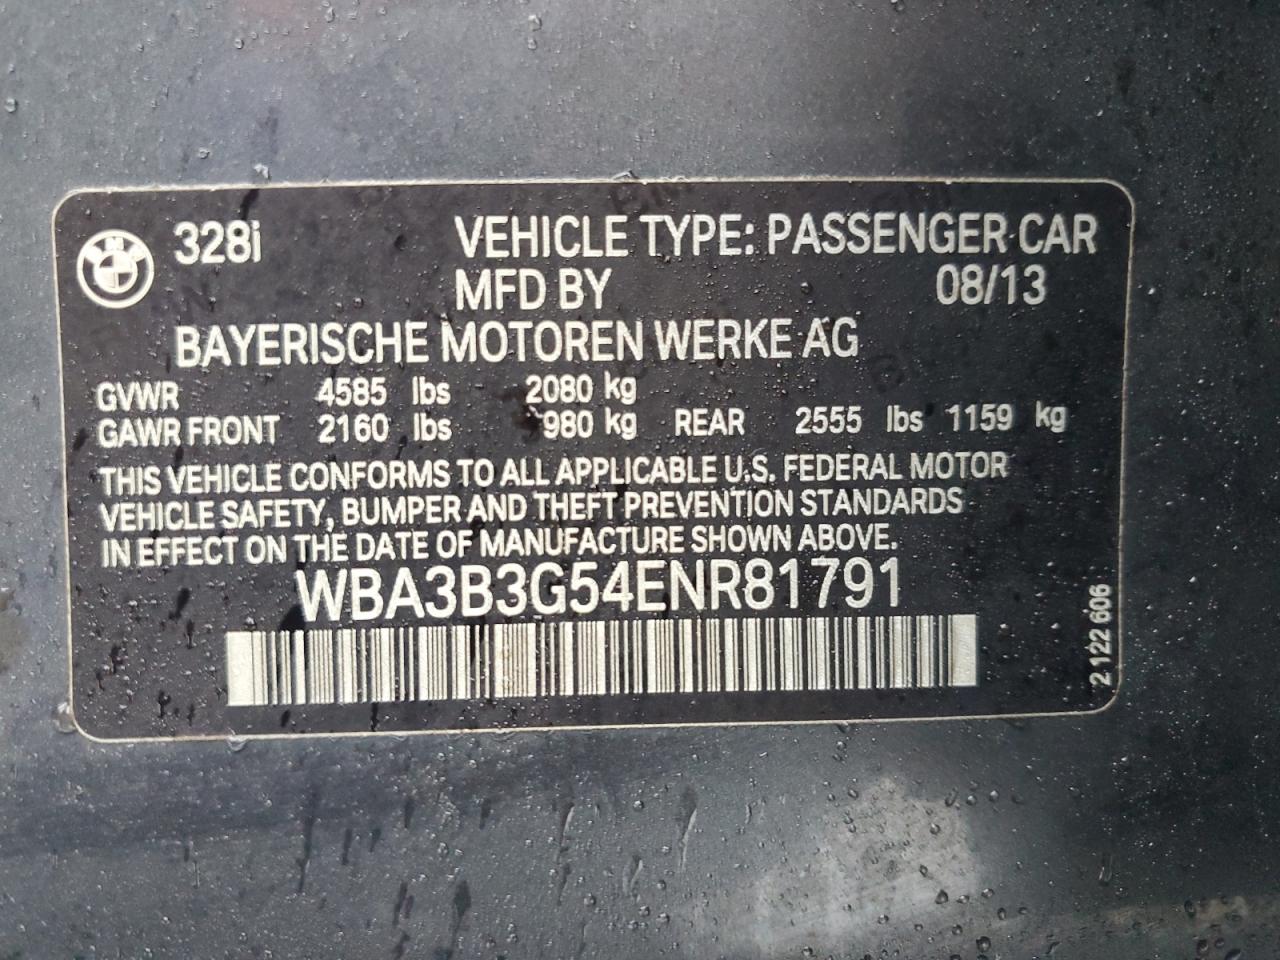 328i VEHICLE TYPE: PASSENGER CAR
MFD BY 08/13
BAYERISCHE MOTOREN WERKE AG
GVWR 4585 lbs 2080 kg
GAWR FRONT 2160 lbs 980 kg REAR 2555 lbs 1159 kg
THIS VEHICLE CONFORMS TO ALL APPLICABLE U.S. FEDERAL MOTOR
VEHICLE SAFETY, BUMPER AND THEFT PREVENTION STANDARDS
IN EFFECT ON THE DATE OF MANUFACTURE SHOWN ABOVE.
WBA3B3G54ENR81791
2 122 606